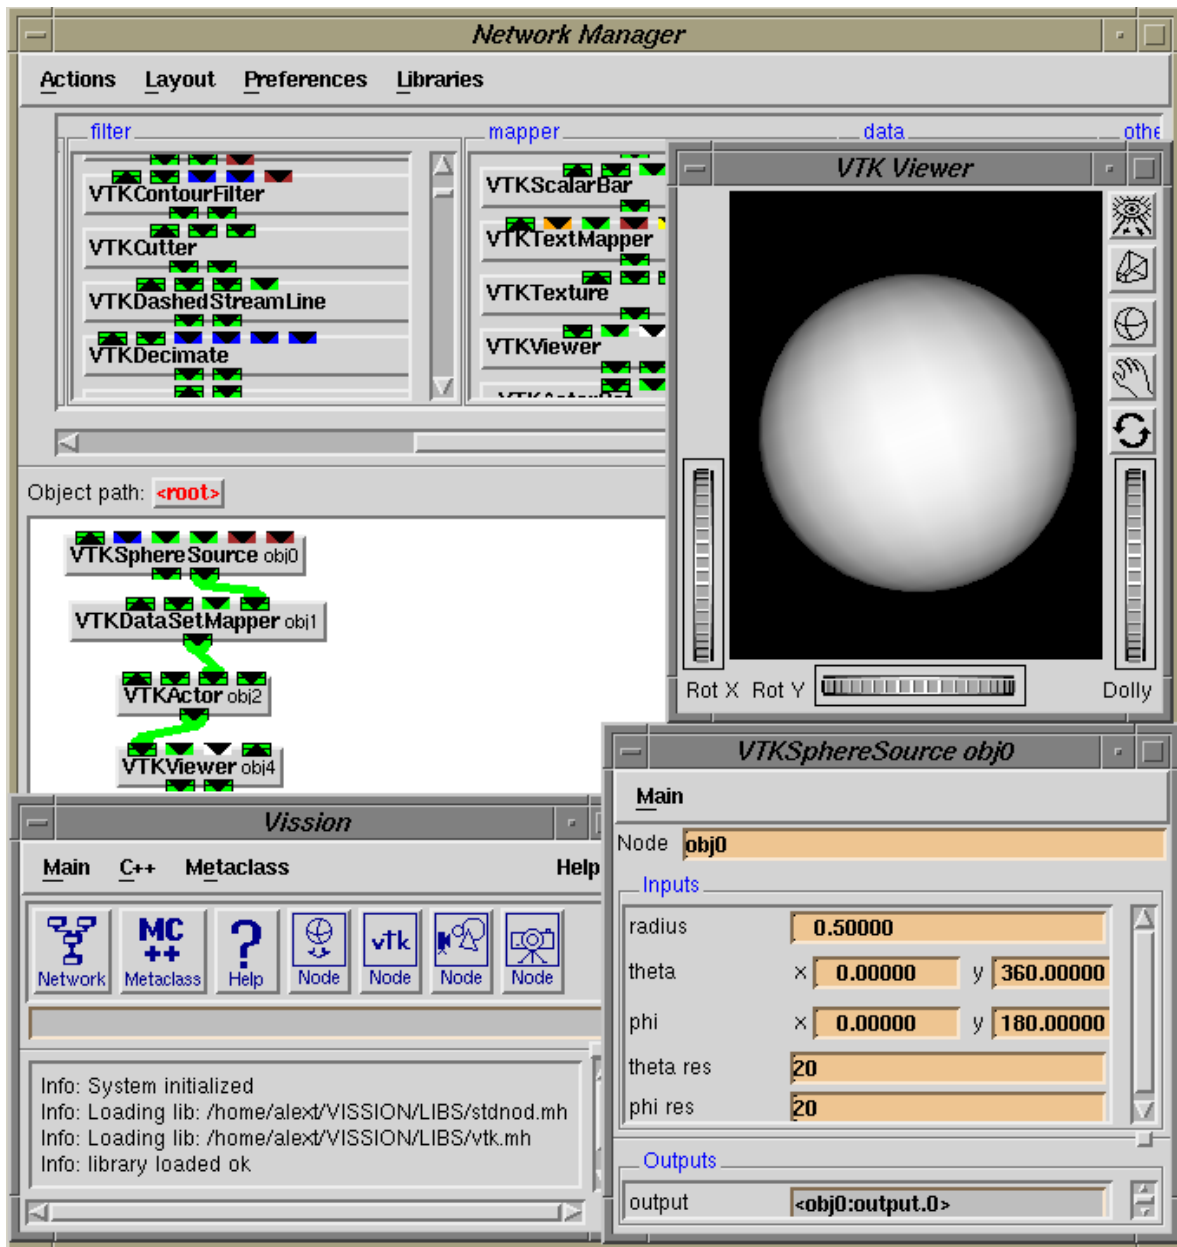 Network Manager
Actions Layout Preferences Libraries
filter
VTKContourFilter
VTKCutter
VTKDashedStreamLine
VTKDecimate
mapper
VTKScalarBar
VTKTextMapper
VTKTexture
VTKViewer
data
othe
VTK Viewer
Rot X Rot Y Dolly
Object path: <root>
VTKSphereSource obj0
VTKDataSetMapper obj1
VTKActor obj2
VTKViewer obj4
Vission
Main C++ Metaclass Help
MC
++
?
vtk
Network Metaclass Help Node Node Node Node
Info: System initialized
Info: Loading lib: /home/alext/VISSION/LIBS/stdnod.mh
Info: Loading lib: /home/alext/VISSION/LIBS/vtk.mh
Info: library loaded ok
VTKSphereSource obj0
Main
Node obj0
Inputs
radius 0.50000
theta x 0.00000 y 360.00000
phi x 0.00000 y 180.00000
theta res 20
phi res 20
Outputs
output <obj0:output.0>